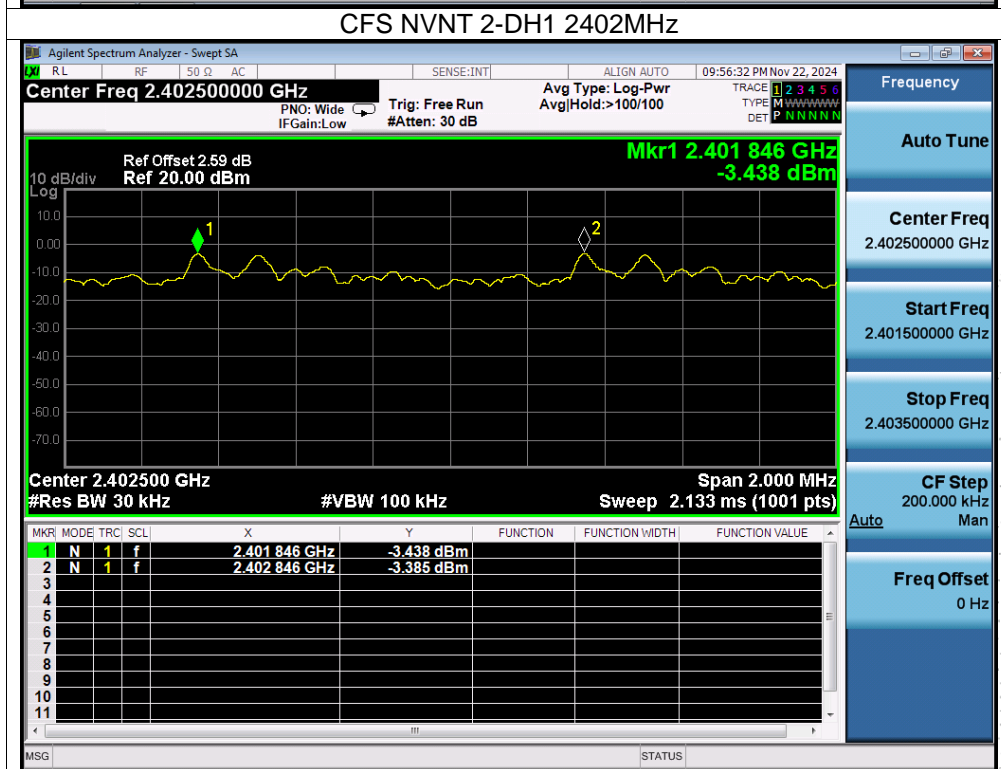 CFS NVNT 2-DH1 2402MHz
Agilent Spectrum Analyzer - Swept SA
LXI RL RF 50 Ω AC SENSE:INT ALIGN AUTO 09:56:32 PM Nov 22, 2024
Center Freq 2.402500000 GHz Avg Type: Log-Pwr TRACE 1 2 3 4 5 6
PNO: Wide Trig: Free Run Avg|Hold:>100/100 TYPE M WWWWW
IFGain:Low #Atten: 30 dB DET P N N N N N
Mkr1 2.401 846 GHz
-3.438 dBm
Ref Offset 2.59 dB
10 dB/div Ref 20.00 dBm
Log
10.0
0.00
-10.0
-20.0
-30.0
-40.0
-50.0
-60.0
-70.0
1
2
Center 2.402500 GHz Span 2.000 MHz
#Res BW 30 kHz #VBW 100 kHz Sweep 2.133 ms (1001 pts)
MKR MODE TRC SCL X Y FUNCTION FUNCTION WIDTH FUNCTION VALUE
1 N 1 f 2.401 846 GHz -3.438 dBm
2 N 1 f 2.402 846 GHz -3.385 dBm
3
4
5
6
7
8
9
10
11
MSG STATUS
Frequency
Auto Tune
Center Freq
2.402500000 GHz
Start Freq
2.401500000 GHz
Stop Freq
2.403500000 GHz
CF Step
200.000 kHz
Auto Man
Freq Offset
0 Hz